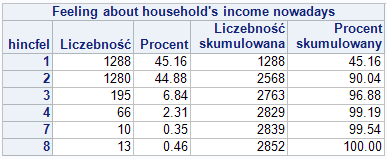 Feeling about household's income nowadays
hincfel Liczebność Procent Liczebność skumulowana Procent skumulowany
1 1288 45.16 1288 45.16
2 1280 44.88 2568 90.04
3 195 6.84 2763 96.88
4 66 2.31 2829 99.19
7 10 0.35 2839 99.54
8 13 0.46 2852 100.00